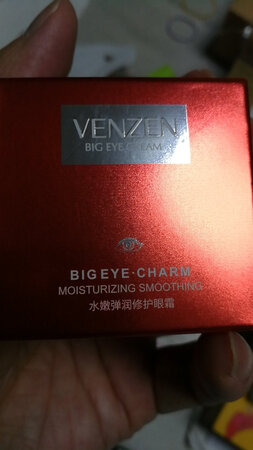 VENZEN
BIG EYE CREAM
BIG EYE·CHARM
MOISTURIZING SMOOTHING
水嫩弹润修护眼霜